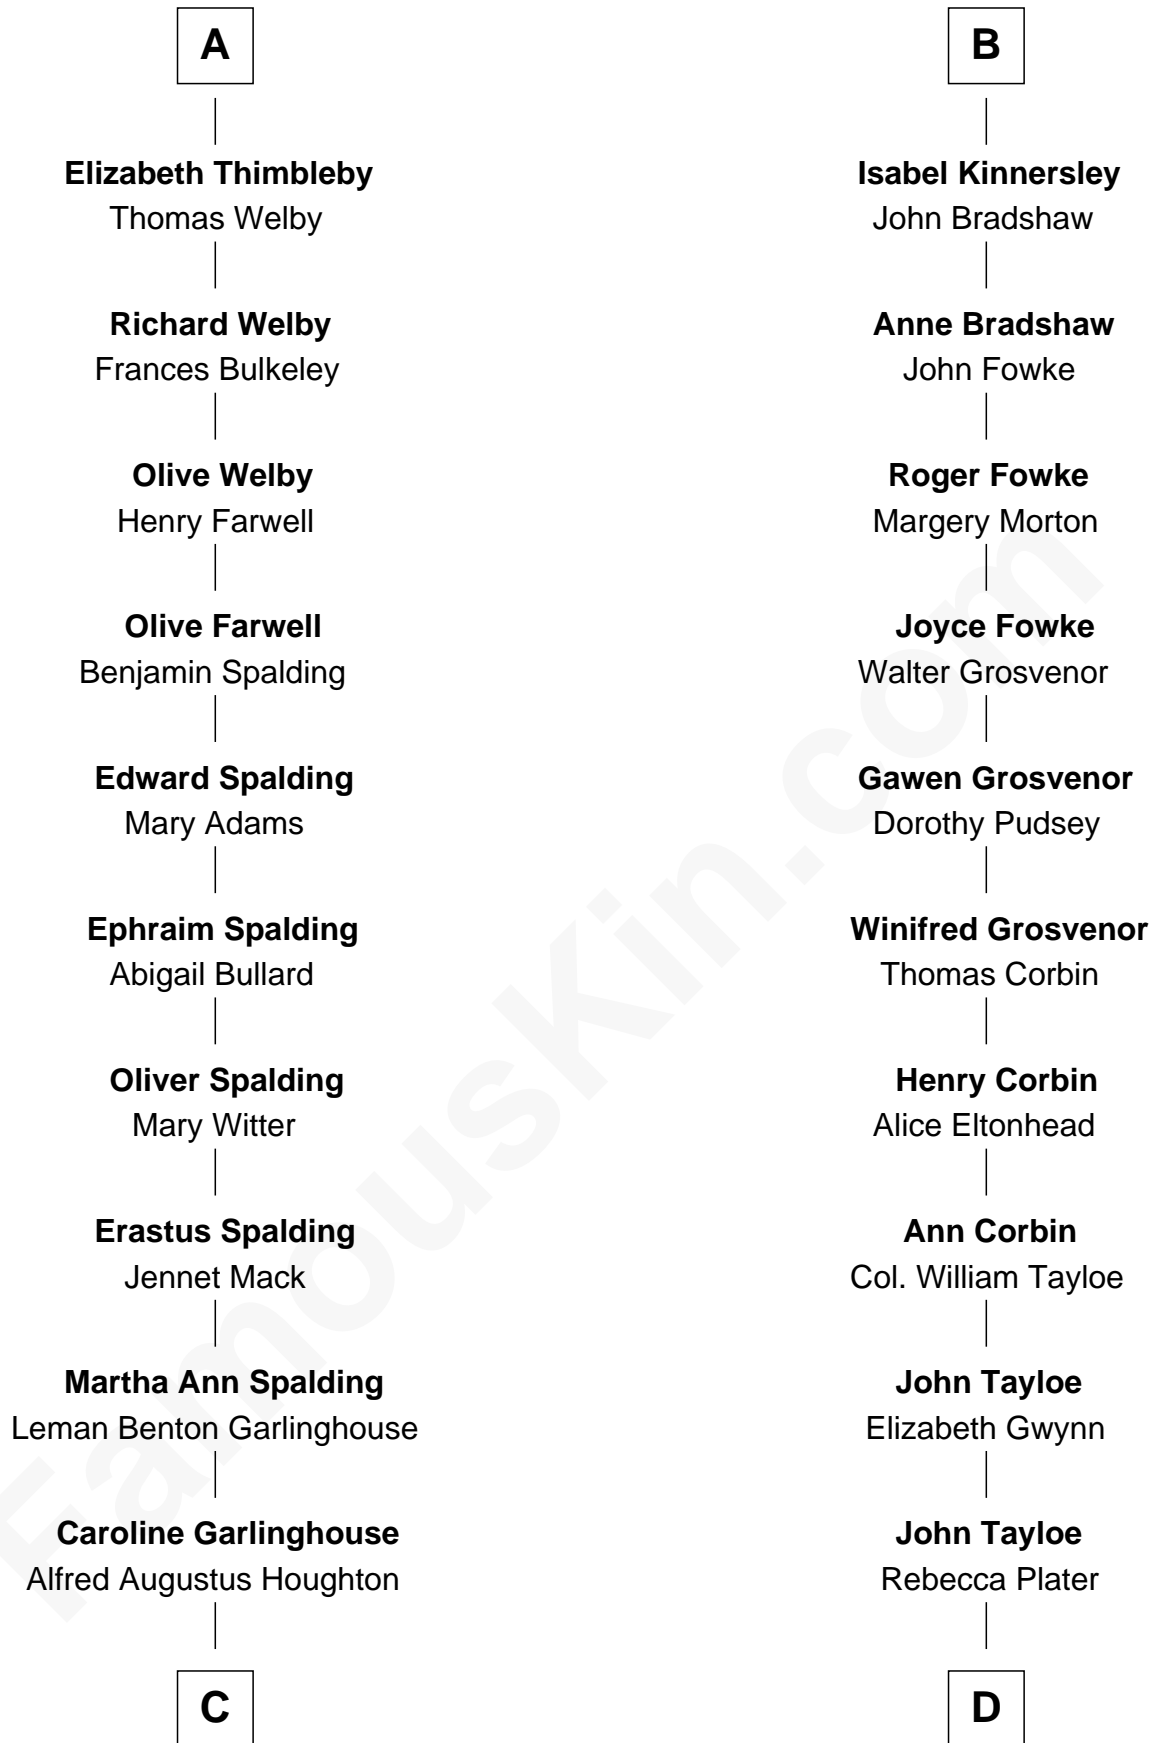 A
Elizabeth Thimbleby
Thomas Welby
Richard Welby
Frances Bulkeley
Olive Welby
Henry Farwell
Olive Farwell
Benjamin Spalding
Edward Spalding
Mary Adams
Ephraim Spalding
Abigail Bullard
Oliver Spalding
Mary Witter
Erastus Spalding
Jennet Mack
Martha Ann Spalding
Leman Benton Garlinghouse
Caroline Garlinghouse
Alfred Augustus Houghton
C
B
Isabel Kinnersley
John Bradshaw
Anne Bradshaw
John Fowke
Roger Fowke
Margery Morton
Joyce Fowke
Walter Grosvenor
Gawen Grosvenor
Dorothy Pudsey
Winifred Grosvenor
Thomas Corbin
Henry Corbin
Alice Eltonhead
Ann Corbin
Col. William Tayloe
John Tayloe
Elizabeth Gwynn
John Tayloe
Rebecca Plater
D
FamousKin.com